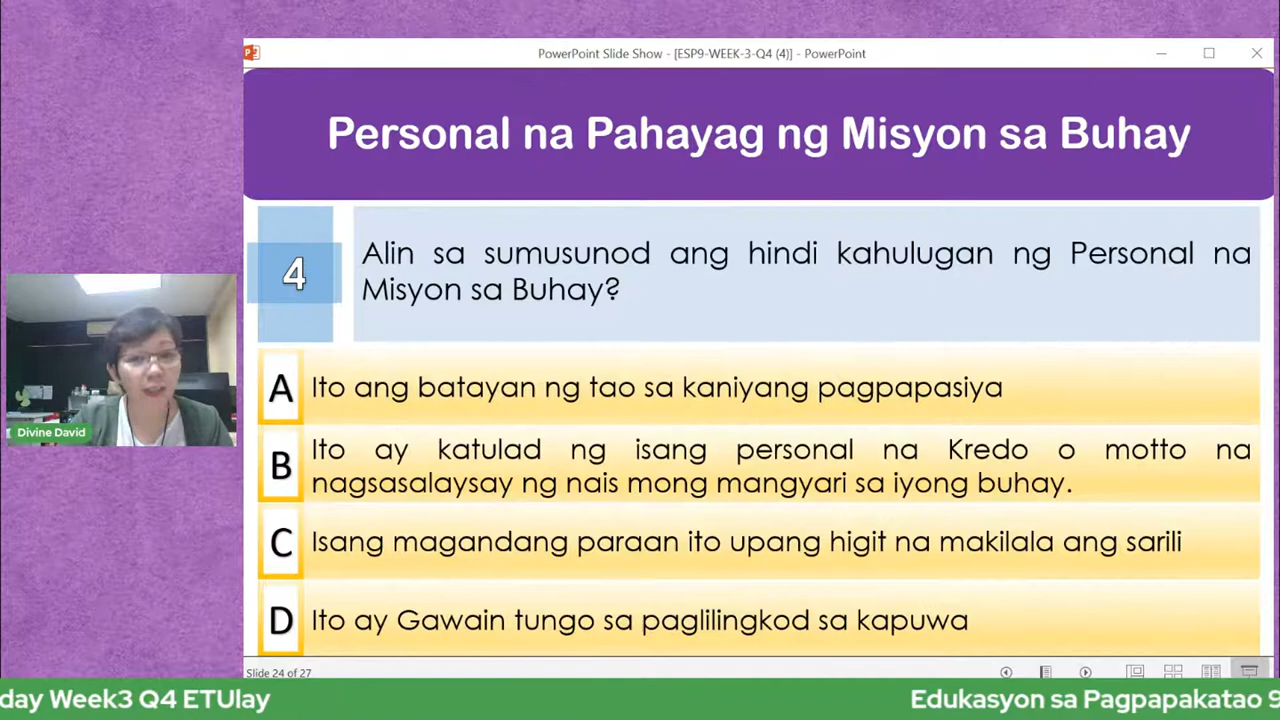 PowerPoint Slide Show - [ESP9-WEEK-3-Q4 (4)] - PowerPoint
Personal na Pahayag ng Misyon sa Buhay
4
Alin sa sumusunod ang hindi kahulugan ng Personal na
Misyon sa Buhay?
A
Ito ang batayan ng tao sa kaniyang pagpapasiya
B
Ito ay katulad ng isang personal na Kredo o motto na
nagsasalaysay ng nais mong mangyari sa iyong buhay.
C
Isang magandang paraan ito upang higit na makilala ang sarili
D
Ito ay Gawain tungo sa paglilingkod sa kapuwa
Divine David
Slide 24 of 27
day Week3 Q4 ETUlay
Edukasyon sa Pagpapakatao 9